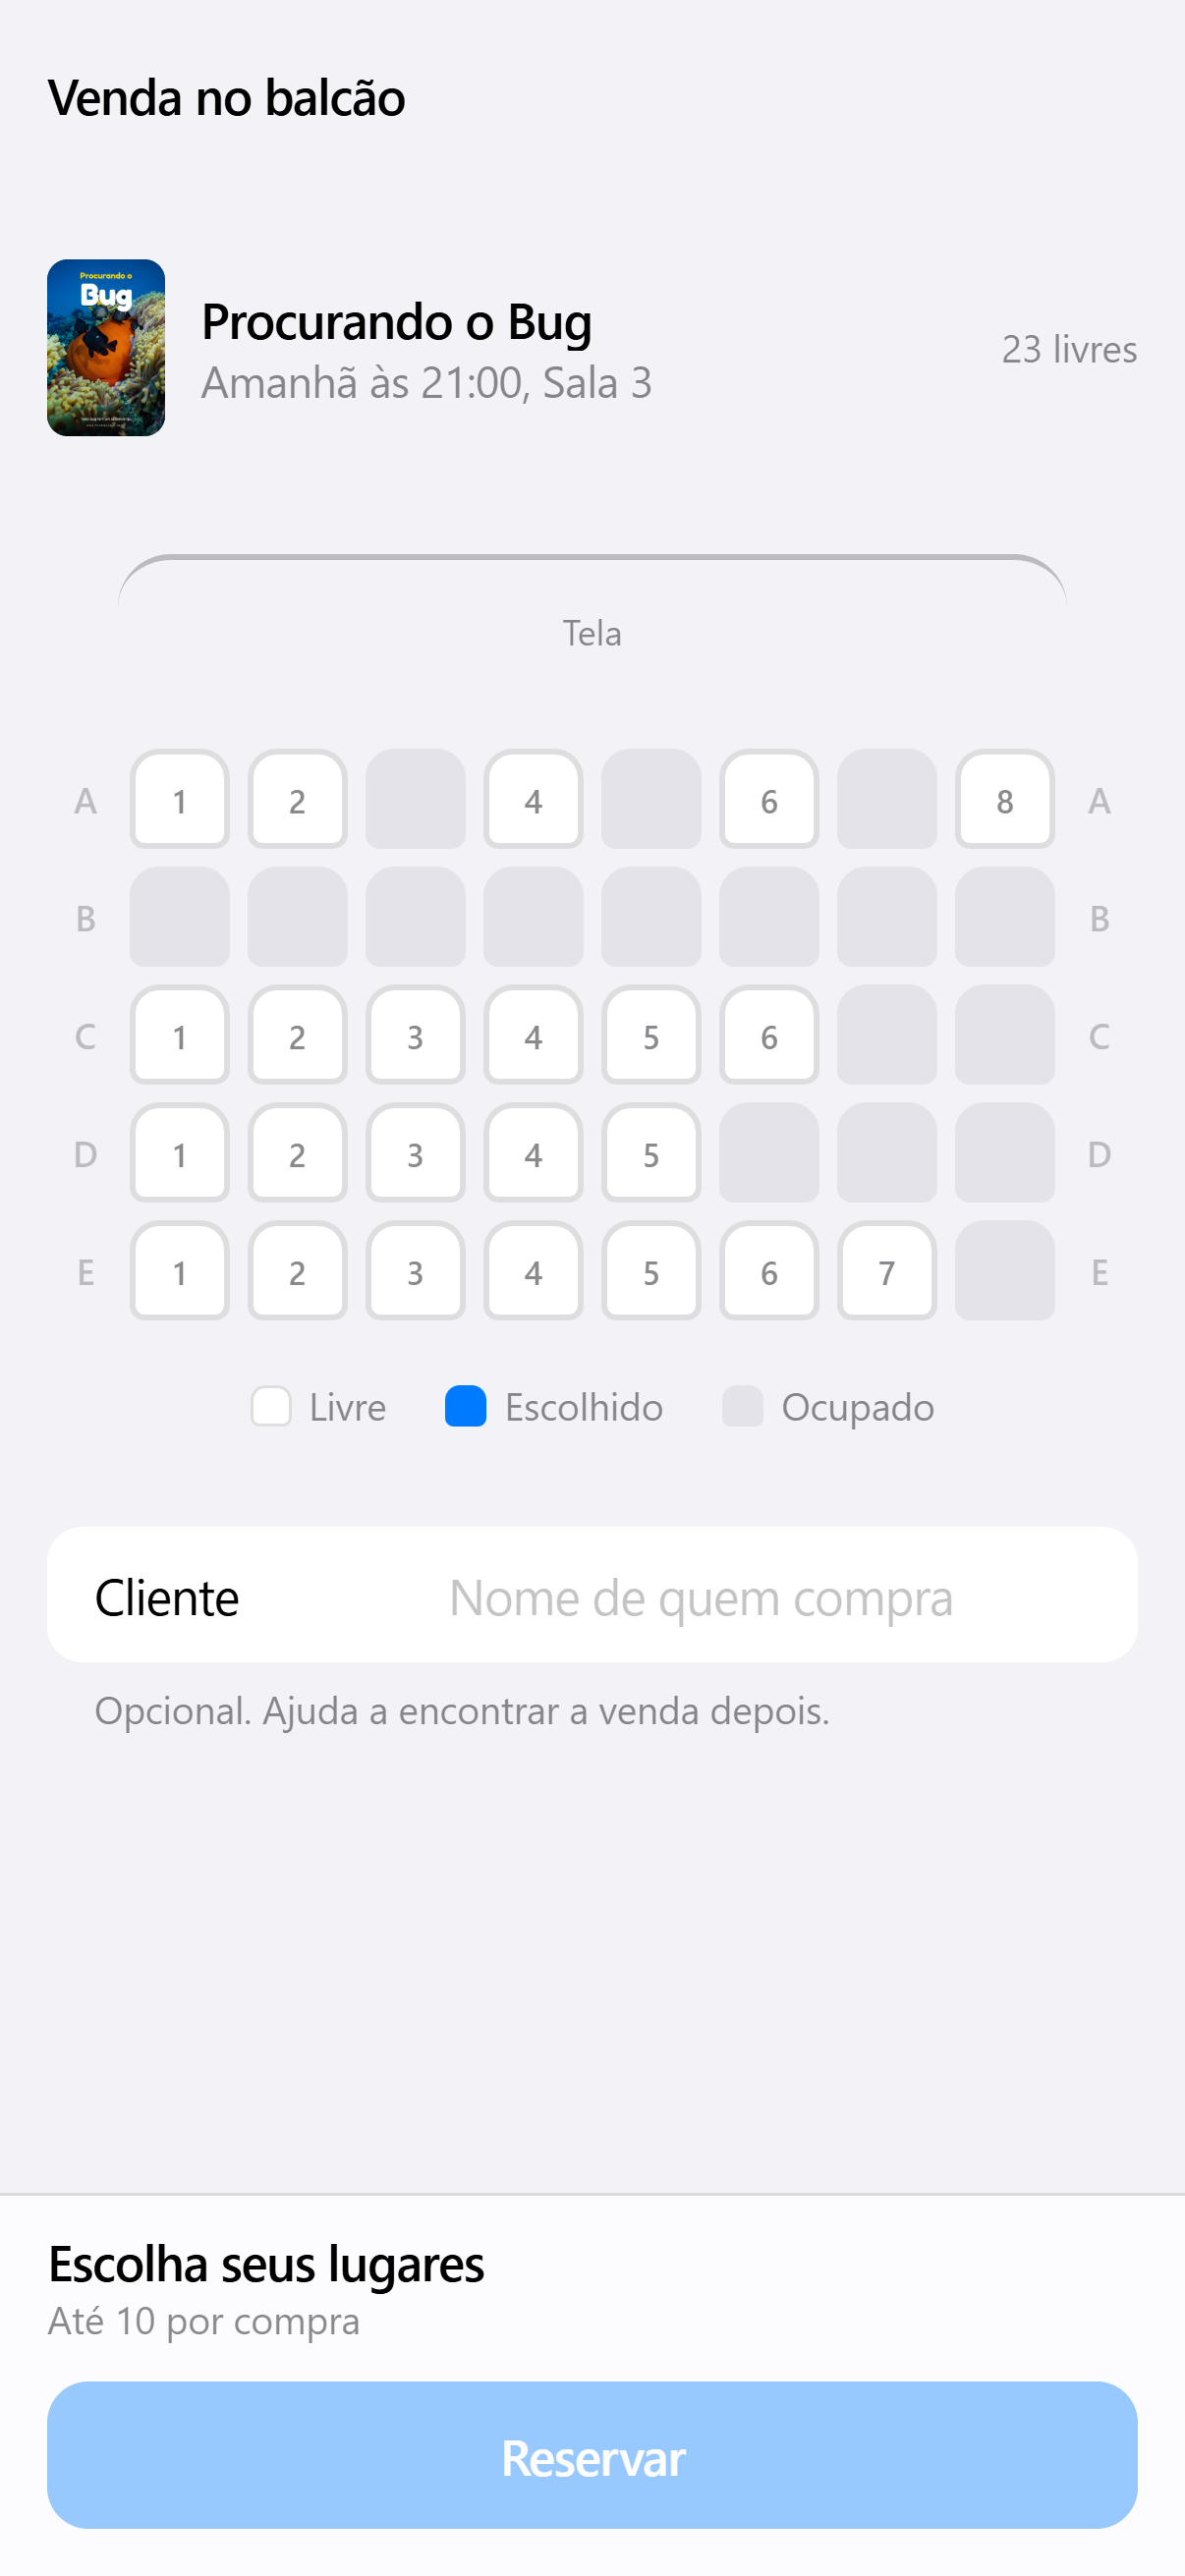 Venda no balcão
Procurando o
Bug
Procurando o Bug
Amanhã às 21:00, Sala 3
23 livres
Tela
A 1 2 4 6 8 A
B B
C 1 2 3 4 5 6 C
D 1 2 3 4 5 D
E 1 2 3 4 5 6 7 E
Livre Escolhido Ocupado
Cliente Nome de quem compra
Opcional. Ajuda a encontrar a venda depois.
Escolha seus lugares
Até 10 por compra
Reservar